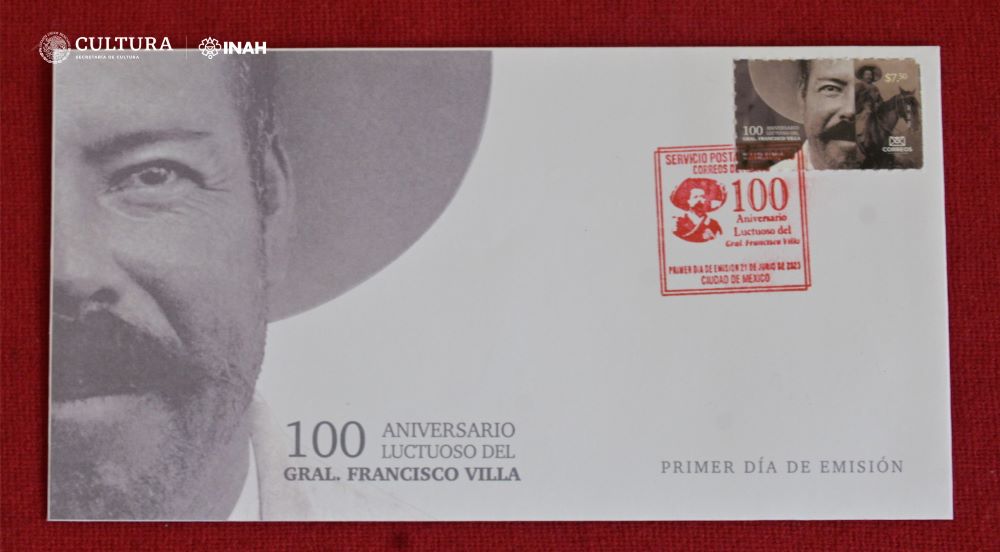 CULTURA
SECRETARÍA DE CULTURA
INAH
$7.50
100 ANIVERSARIO
LUCTUOSO DEL
GRAL. FRANCISCO VILLA
CORREOS
SERVICIO POSTAL
CORREOS DE
100
Aniversario
Luctuoso del
Gral. Francisco Villa
PRIMER DIA DE EMISION 21 DE JUNIO DE 2023
CIUDAD DE MEXICO
100 ANIVERSARIO
LUCTUOSO DEL
GRAL. FRANCISCO VILLA
PRIMER DÍA DE EMISIÓN